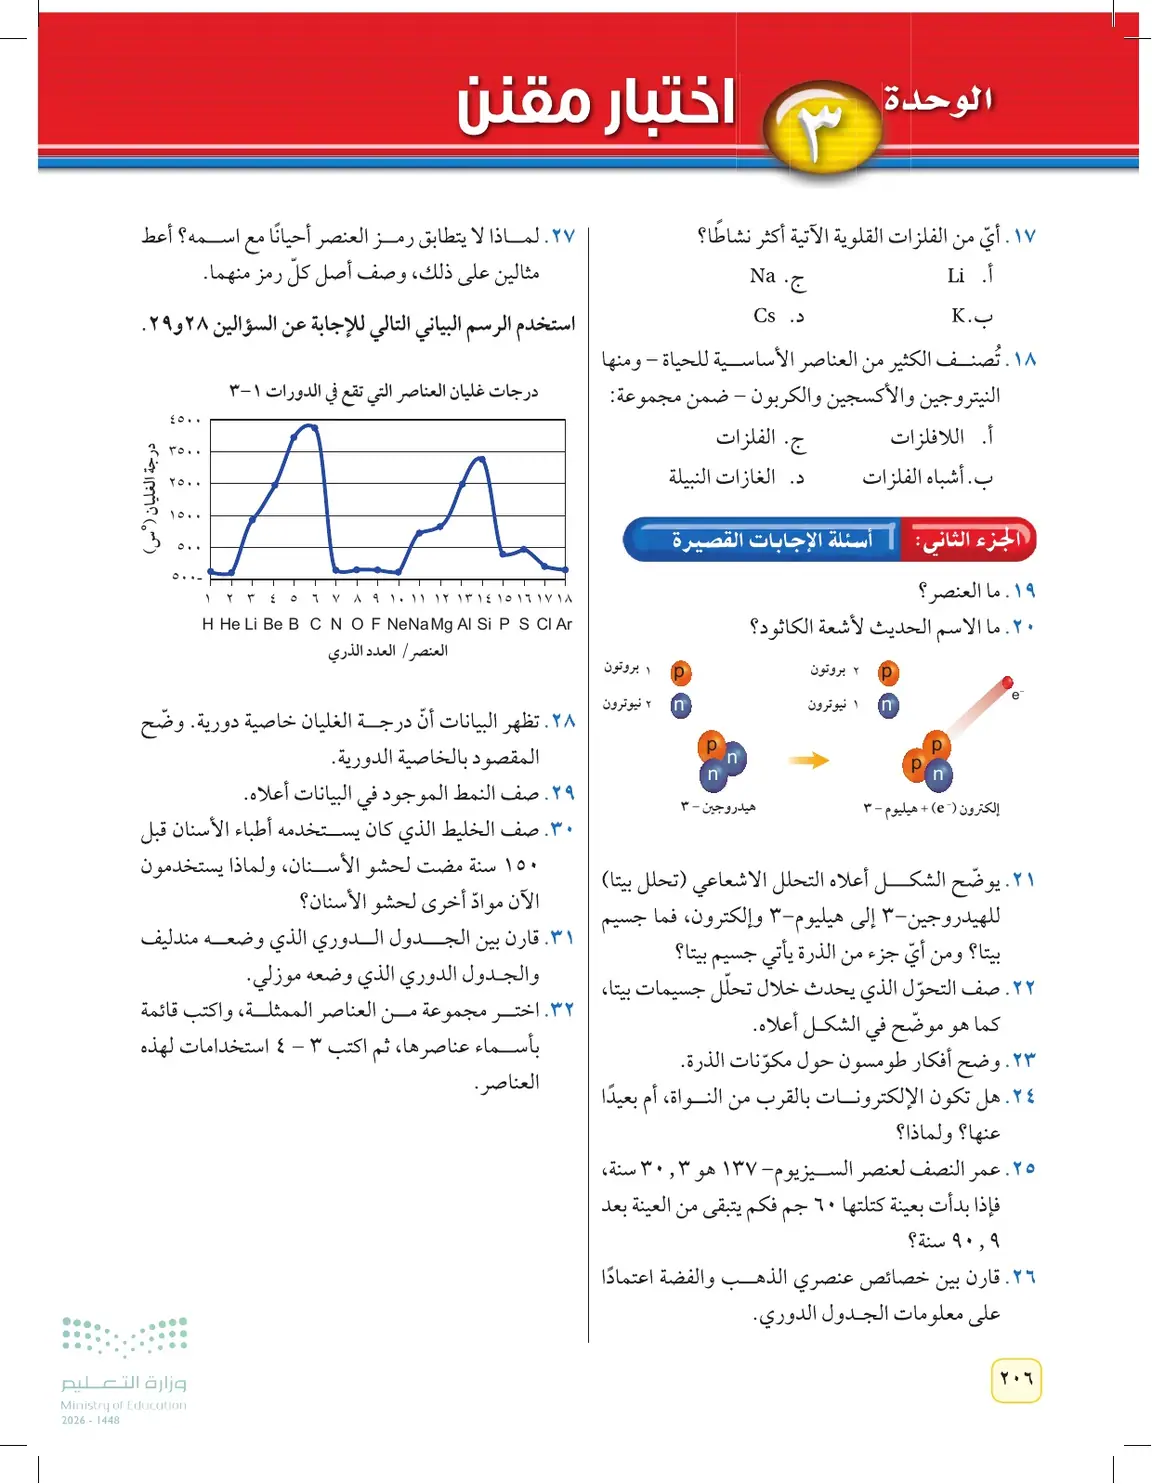 الوحدة ٣ اختبار مقنن
١٧. أيّ من الفلزات القلوية الآتية أكثر نشاطًا؟
أ. Li ج. Na
ب. K د. Cs
١٨. تُصنف الكثير من العناصر الأساسية للحياة – ومنها
النيتروجين والأكسجين والكربون – ضمن مجموعة:
أ. اللافلزات ج. الفلزات
ب. أشباه الفلزات د. الغازات النبيلة
الجزء الثاني: أسئلة الإجابات القصيرة
١٩. ما العنصر؟
٢٠. ما الاسم الحديث لأشعة الكاثود؟
p ٢ بروتون p ١ بروتون
e⁻
n ١ نيوترون n ٢ نيوترون
p p n
p n n
إلكترون (e⁻) + هيليوم – ٣ هيدروجين – ٣
٢١. يوضّح الشكل أعلاه التحلل الاشعاعي (تحلل بيتا)
للهيدروجين–٣ إلى هيليوم–٣ وإلكترون، فما جسيم
بيتا؟ ومن أيّ جزء من الذرة يأتي جسيم بيتا؟
٢٢. صف التحوّل الذي يحدث خلال تحلّل جسيمات بيتا،
كما هو موضّح في الشكل أعلاه.
٢٣. وضح أفكار طومسون حول مكوّنات الذرة.
٢٤. هل تكون الإلكترونات بالقرب من النواة، أم بعيدًا
عنها؟ ولماذا؟
٢٥. عمر النصف لعنصر السيزيوم– ١٣٧ هو ٣٠,٣ سنة،
فإذا بدأت بعينة كتلتها ٦٠ جم فكم يتبقى من العينة بعد
٩٠,٩ سنة؟
٢٦. قارن بين خصائص عنصري الذهب والفضة اعتمادًا
على معلومات الجدول الدوري.
٢٧. لماذا لا يتطابق رمز العنصر أحيانًا مع اسمه؟ أعط
مثالين على ذلك، وصف أصل كلّ رمز منهما.
استخدم الرسم البياني التالي للإجابة عن السؤالين ٢٨ و٢٩.
درجات غليان العناصر التي تقع في الدورات ١–٣
درجة الغليان (°س)
٤٥٠٠
٣٥٠٠
٢٥٠٠
١٥٠٠
٥٠٠
-٥٠٠
١ ٢ ٣ ٤ ٥ ٦ ٧ ٨ ٩ ١٠ ١١ ١٢ ١٣ ١٤ ١٥ ١٦ ١٧ ١٨
H He Li Be B C N O F Ne Na Mg Al Si P S Cl Ar
العنصر/ العدد الذري
٢٨. تظهر البيانات أنّ درجة الغليان خاصية دورية. وضّح
المقصود بالخاصية الدورية.
٢٩. صف النمط الموجود في البيانات أعلاه.
٣٠. صف الخليط الذي كان يستخدمه أطباء الأسنان قبل
١٥٠ سنة مضت لحشو الأسنان، ولماذا يستخدمون
الآن موادّ أخرى لحشو الأسنان؟
٣١. قارن بين الجدول الدوري الذي وضعه مندليف
والجدول الدوري الذي وضعه موزلي.
٣٢. اختر مجموعة من العناصر الممثلة، واكتب قائمة
بأسماء عناصرها، ثم اكتب ٣ – ٤ استخدامات لهذه
العناصر.
وزارة التعليم
Ministry of Education
2026 - 1448
٢٠٦